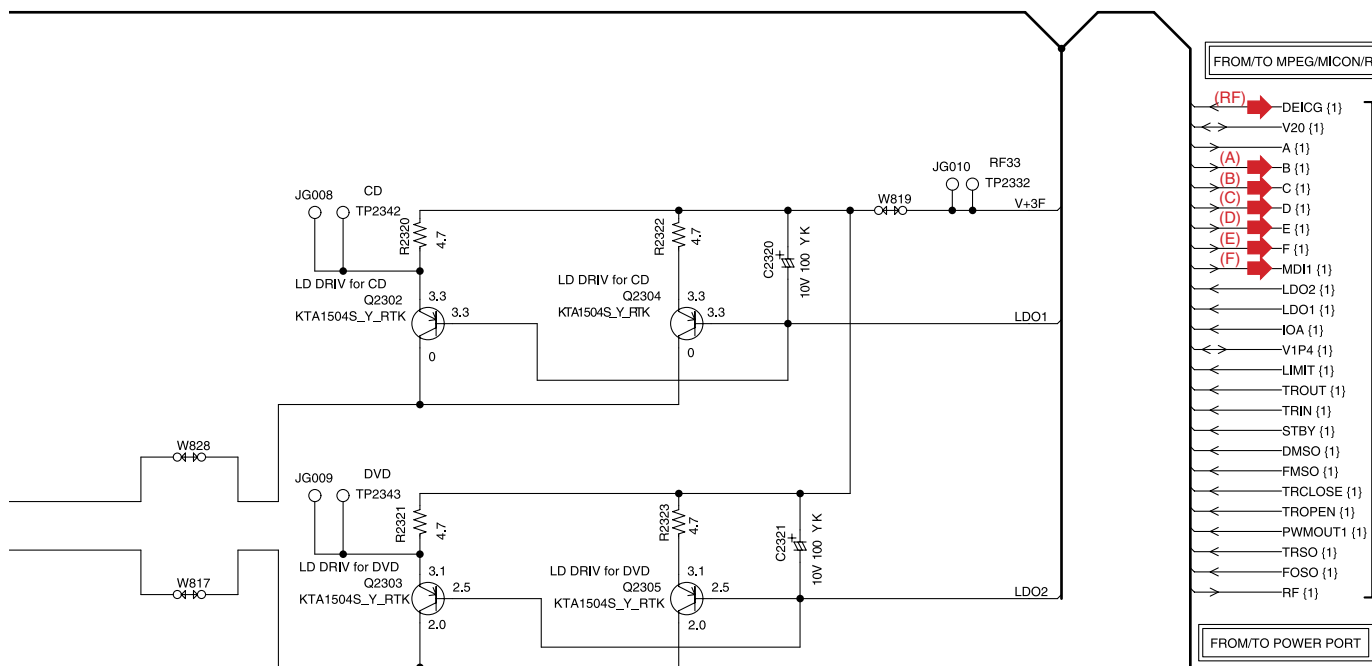 FROM/TO MPEG/MICON/R
(RF)
DEICG {1}
V20 {1}
A {1}
(A)
B {1}
(B)
C {1}
(C)
D {1}
(D)
E {1}
(E)
F {1}
(F)
MDI1 {1}
LDO2 {1}
LDO1 {1}
IOA {1}
V1P4 {1}
LIMIT {1}
TROUT {1}
TRIN {1}
STBY {1}
DMSO {1}
FMSO {1}
TRCLOSE {1}
TROPEN {1}
PWMOUT1 {1}
TRSO {1}
FOSO {1}
RF {1}
FROM/TO POWER PORT
JG010
RF33
TP2332
W819
V+3F
JG008
CD
TP2342
R2320
4.7
R2322
4.7
C2320
+
10V 100 Y K
LD DRIV for CD
Q2302
KTA1504S_Y_RTK
3.3
3.3
0
LD DRIV for CD
Q2304
KTA1504S_Y_RTK
3.3
3.3
0
LDO1
W828
JG009
DVD
TP2343
R2321
4.7
R2323
4.7
C2321
+
10V 100 Y K
W817
LD DRIV for DVD
Q2303
KTA1504S_Y_RTK
3.1
2.5
2.0
LD DRIV for DVD
Q2305
KTA1504S_Y_RTK
3.1
2.5
2.0
LDO2